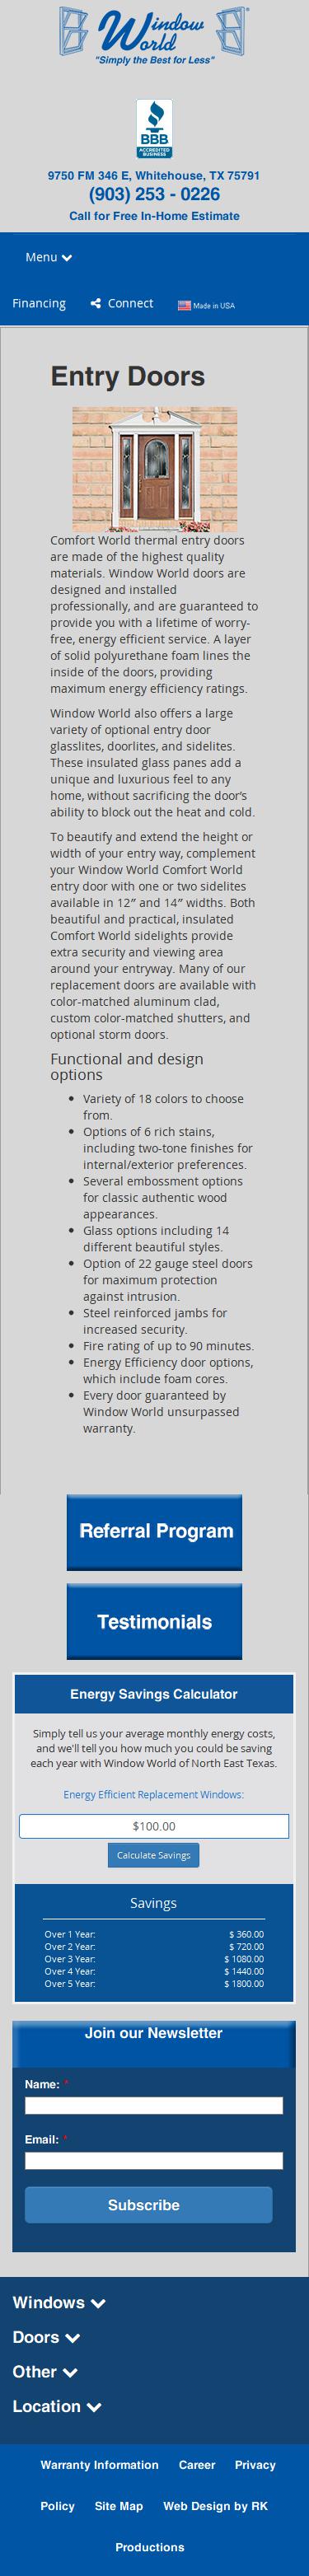 Window World
"Simply the Best for Less"
BBB
ACCREDITED BUSINESS
9750 FM 346 E, Whitehouse, TX 75791
(903) 253 - 0226
Call for Free In-Home Estimate
Menu
Financing Connect Made in USA
Entry Doors
Comfort World thermal entry doors
are made of the highest quality
materials. Window World doors are
designed and installed
professionally, and are guaranteed to
provide you with a lifetime of worry-
free, energy efficient service. A layer
of solid polyurethane foam lines the
inside of the doors, providing
maximum energy efficiency ratings.
Window World also offers a large
variety of optional entry door
glasslites, doorlites, and sidelites.
These insulated glass panes add a
unique and luxurious feel to any
home, without sacrificing the door's
ability to block out the heat and cold.
To beautify and extend the height or
width of your entry way, complement
your Window World Comfort World
entry door with one or two sidelites
available in 12″ and 14″ widths. Both
beautiful and practical, insulated
Comfort World sidelights provide
extra security and viewing area
around your entryway. Many of our
replacement doors are available with
color-matched aluminum clad,
custom color-matched shutters, and
optional storm doors.
Functional and design
options
• Variety of 18 colors to choose
from.
• Options of 6 rich stains,
including two-tone finishes for
internal/exterior preferences.
• Several embossment options
for classic authentic wood
appearances.
• Glass options including 14
different beautiful styles.
• Option of 22 gauge steel doors
for maximum protection
against intrusion.
• Steel reinforced jambs for
increased security.
• Fire rating of up to 90 minutes.
• Energy Efficiency door options,
which include foam cores.
• Every door guaranteed by
Window World unsurpassed
warranty.
Referral Program
Testimonials
Energy Savings Calculator
Simply tell us your average monthly energy costs,
and we'll tell you how much you could be saving
each year with Window World of North East Texas.
Energy Efficient Replacement Windows:
$100.00
Calculate Savings
Savings
Over 1 Year: $ 360.00
Over 2 Year: $ 720.00
Over 3 Year: $ 1080.00
Over 4 Year: $ 1440.00
Over 5 Year: $ 1800.00
Join our Newsletter
Name: *
Email: *
Subscribe
Windows
Doors
Other
Location
Warranty Information Career Privacy
Policy Site Map Web Design by RK
Productions